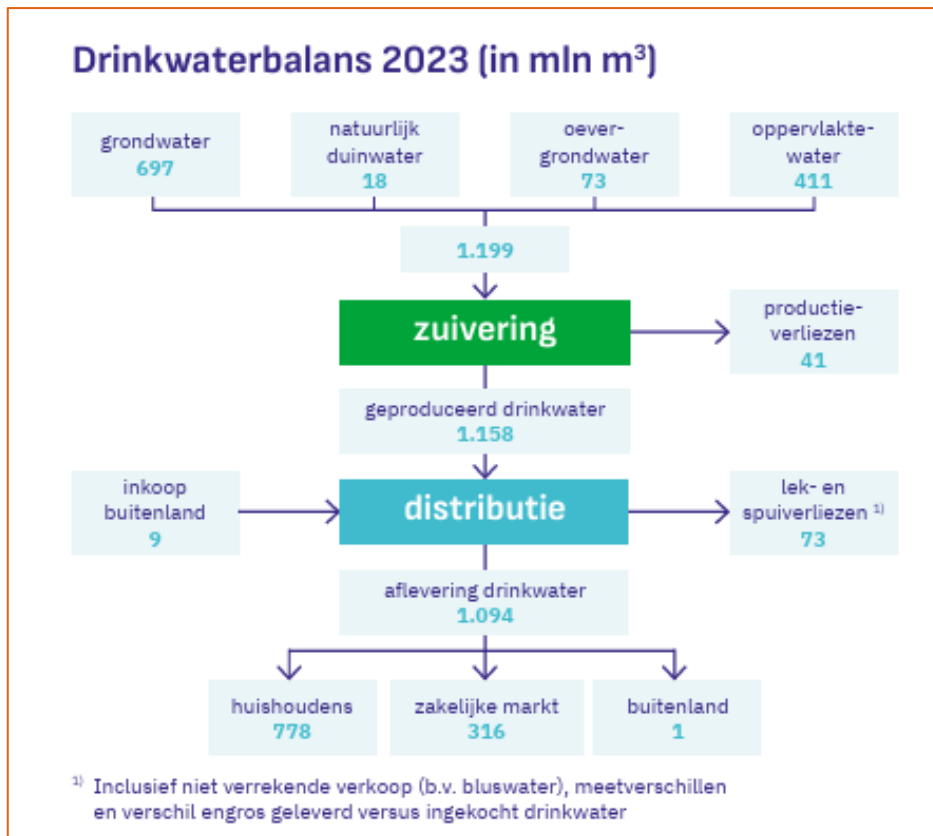 Drinkwaterbalans 2023 (in mln m³)
grondwater
697
natuurlijk
duinwater
18
oever-
grondwater
73
oppervlakte-
water
411
1.199
zuivering
productie-
verliezen
41
geproduceerd drinkwater
1.158
inkoop
buitenland
9
distributie
lek- en
spuiverliezen ¹⁾
73
aflevering drinkwater
1.094
huishoudens
778
zakelijke markt
316
buitenland
1
¹⁾ Inclusief niet verrekende verkoop (b.v. bluswater), meetverschillen
en verschil engros geleverd versus ingekocht drinkwater